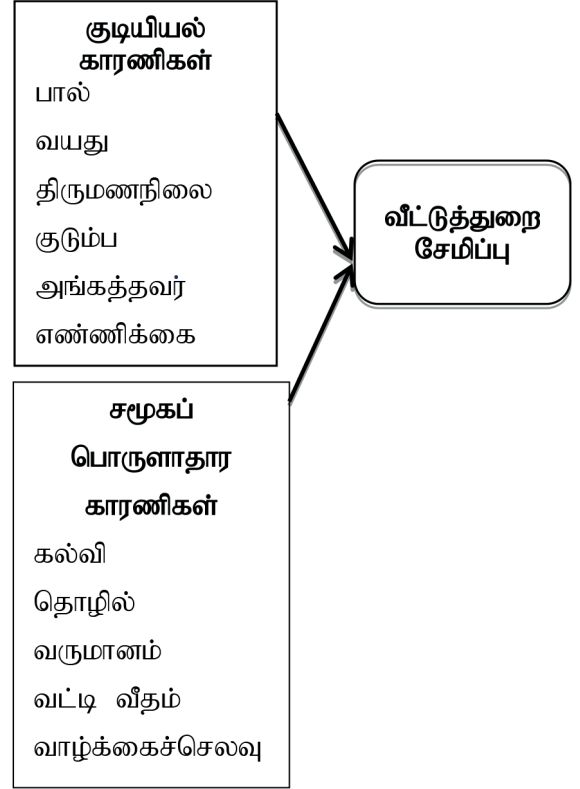 குடியியல்
காரணிகள்
பால்
வயது
திருமணநிலை
குடும்ப
அங்கத்தவர்
எண்ணிக்கை
வீட்டுத்துறை
சேமிப்பு
சமூகப்
பொருளாதார
காரணிகள்
கல்வி
தொழில்
வருமானம்
வட்டி வீதம்
வாழ்க்கைச்செலவு